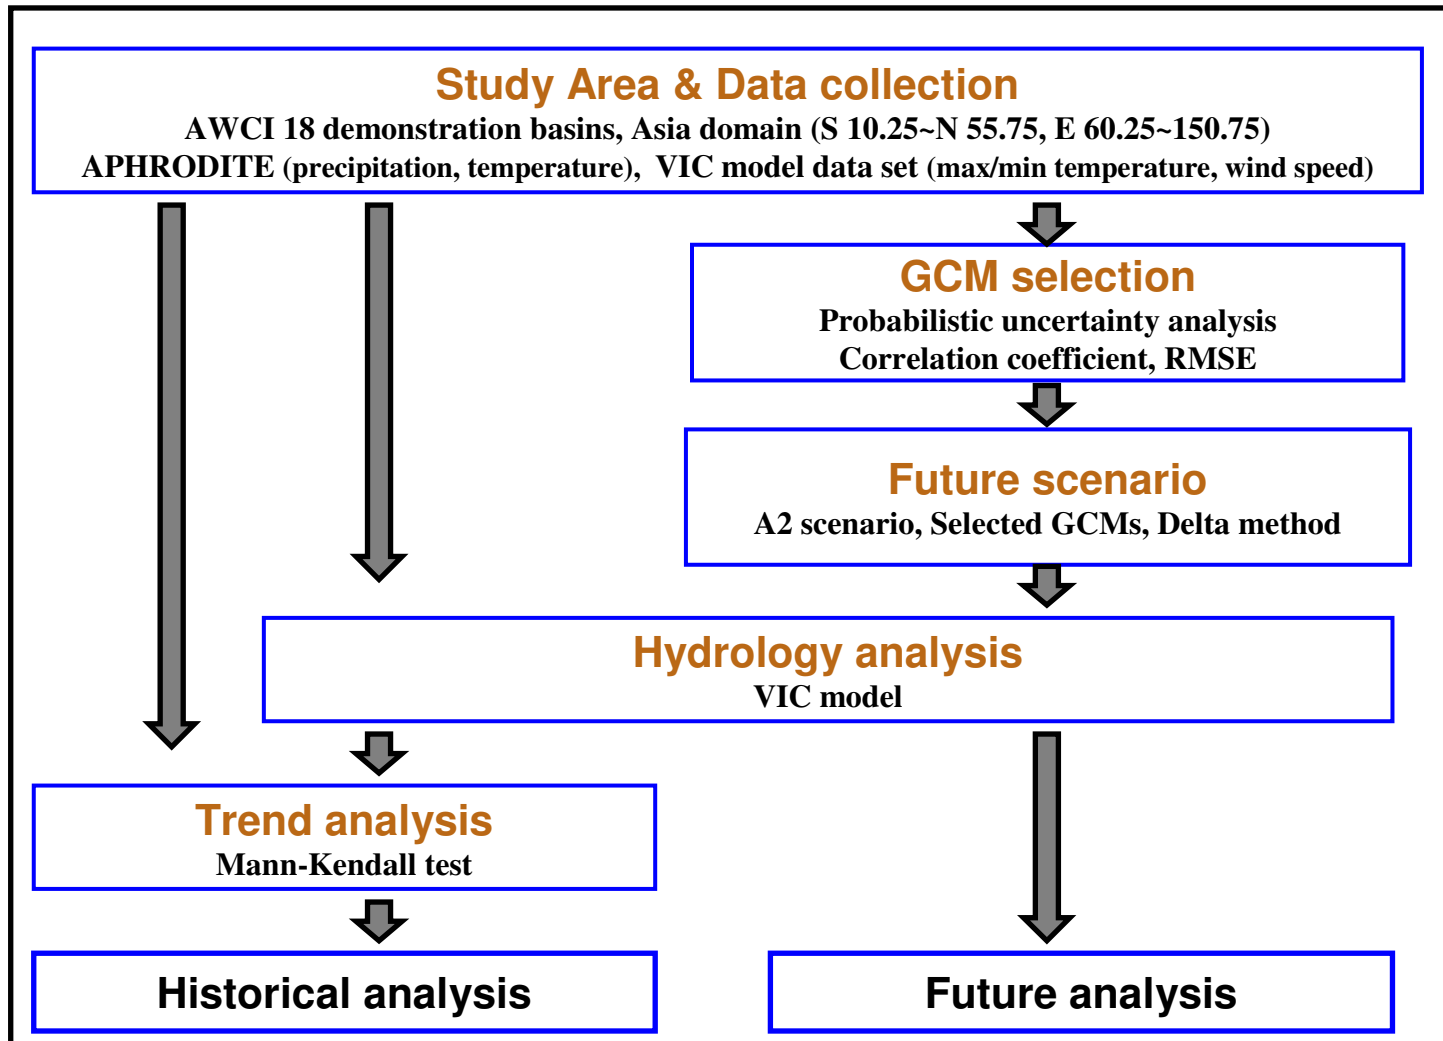 Study Area & Data collection
AWCI 18 demonstration basins, Asia domain (S 10.25~N 55.75, E 60.25~150.75)
APHRODITE (precipitation, temperature), VIC model data set (max/min temperature, wind speed)
GCM selection
Probabilistic uncertainty analysis
Correlation coefficient, RMSE
Future scenario
A2 scenario, Selected GCMs, Delta method
Hydrology analysis
VIC model
Trend analysis
Mann-Kendall test
Historical analysis
Future analysis